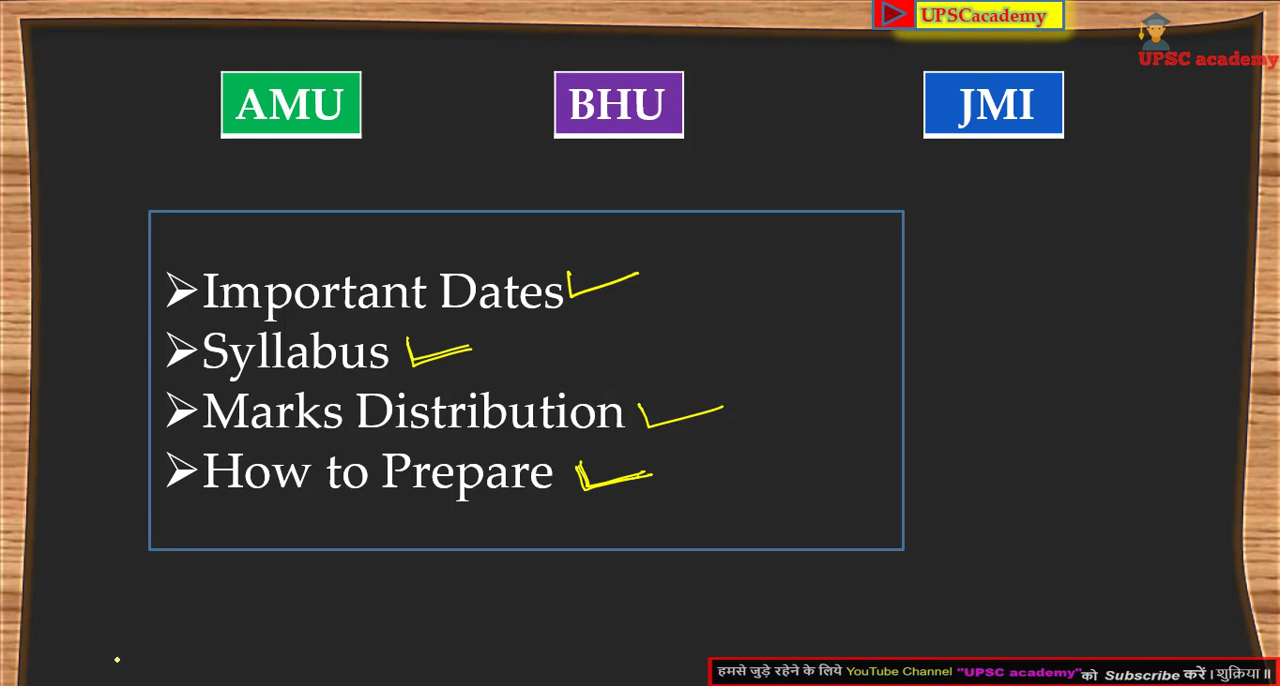 UPSCacademy
UPSC academy
AMU
BHU
JMI
Important Dates
Syllabus
Marks Distribution
How to Prepare
हमसे जुड़े रहेने के लिये YouTube Channel "UPSC academy" को Subscribe करें । शुक्रिया ॥